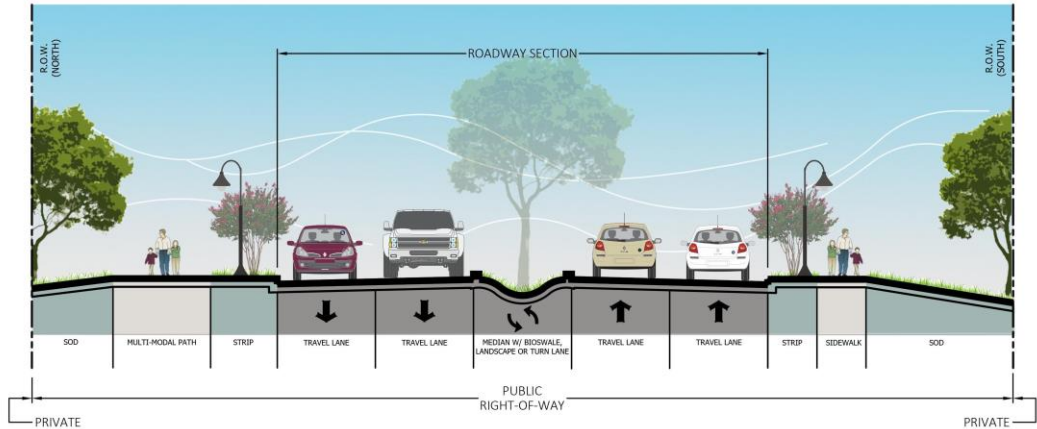 ROADWAY SECTION
R.O.W.
(NORTH)
R.O.W.
(SOUTH)
SOD
MULTI-MODAL PATH
STRIP
TRAVEL LANE
TRAVEL LANE
MEDIAN W/ BIOSWALE,
LANDSCAPE OR TURN LANE
TRAVEL LANE
TRAVEL LANE
STRIP
SIDEWALK
SOD
PUBLIC
RIGHT-OF-WAY
PRIVATE
PRIVATE